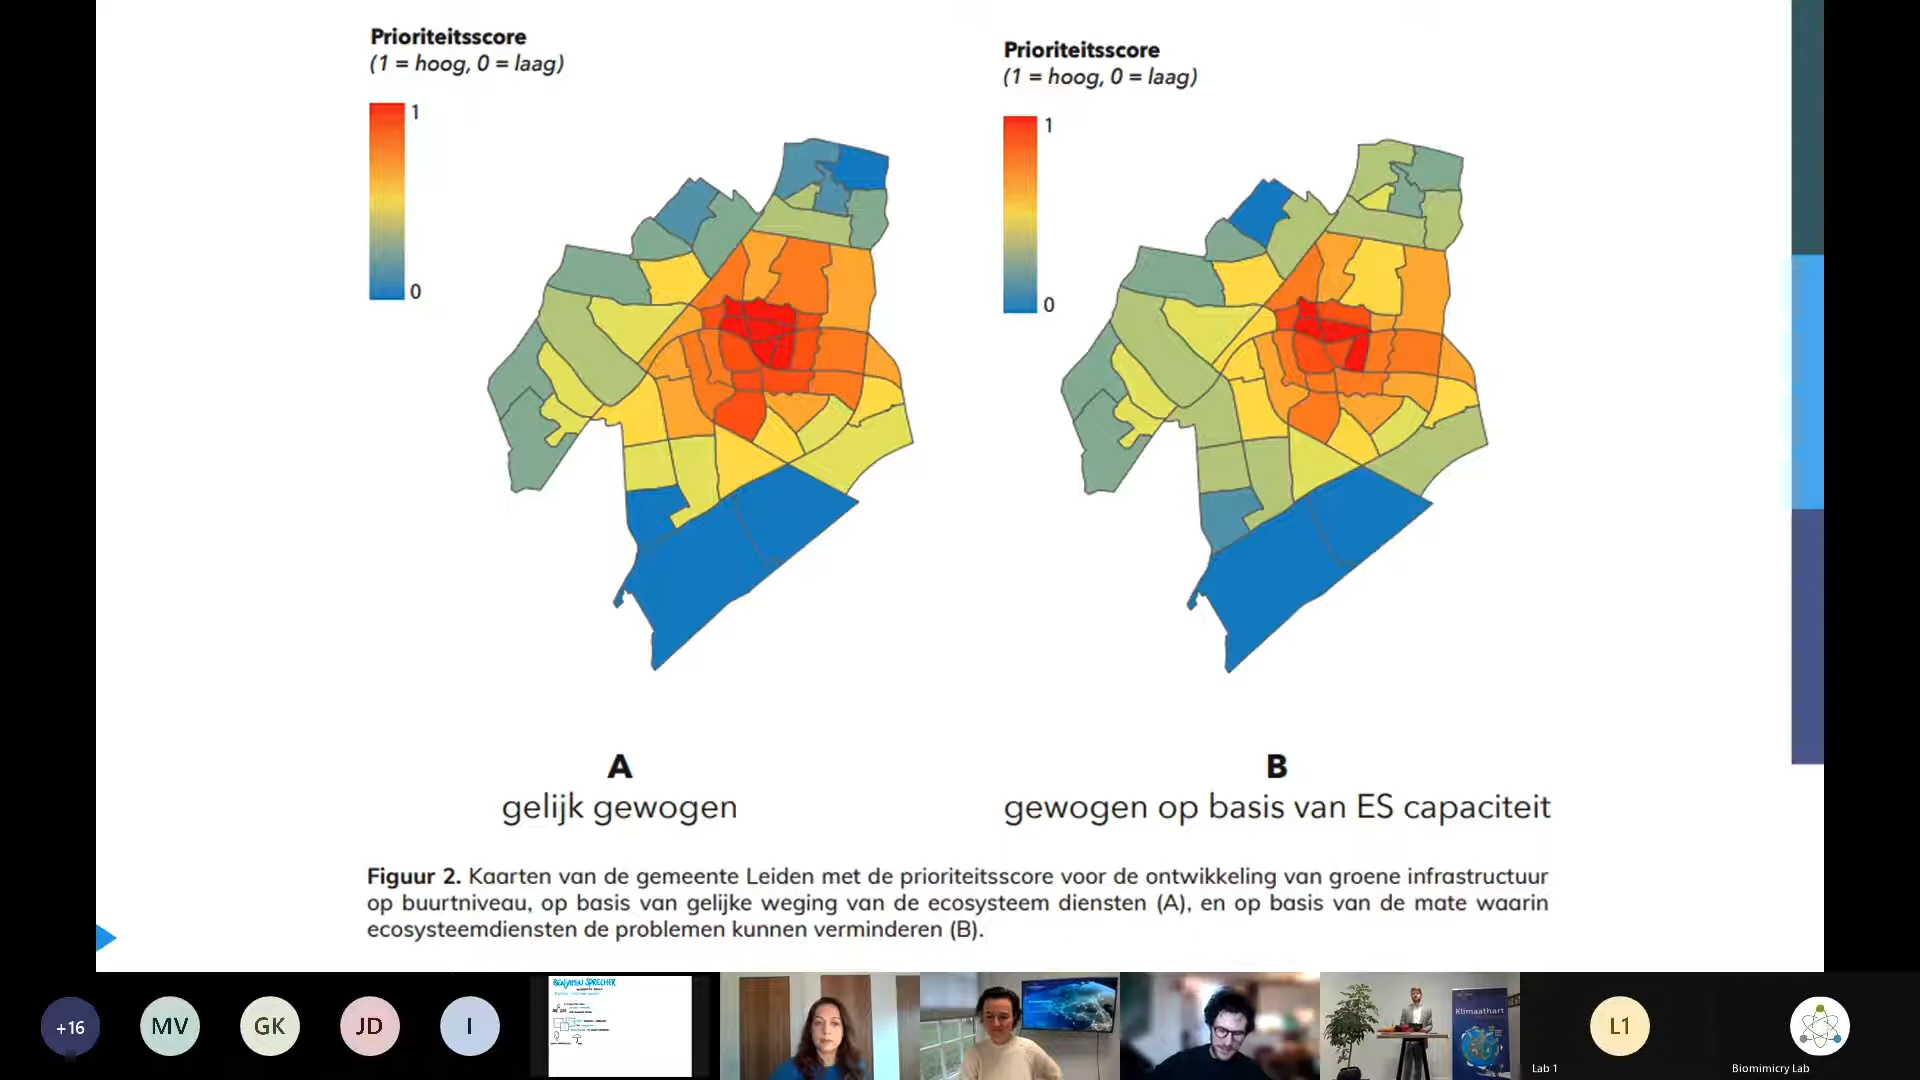 Prioriteitsscore
(1 = hoog, 0 = laag)
1
0
Prioriteitsscore
(1 = hoog, 0 = laag)
1
0
A
gelijk gewogen
B
gewogen op basis van ES capaciteit
Figuur 2. Kaarten van de gemeente Leiden met de prioriteitsscore voor de ontwikkeling van groene infrastructuur
op buurtniveau, op basis van gelijke weging van de ecosysteem diensten (A), en op basis van de mate waarin
ecosysteemdiensten de problemen kunnen verminderen (B).
+16
MV
GK
JD
I
BENJAMIN SPRECHER
Klimaathart
L1
Lab 1
Biomimicry Lab